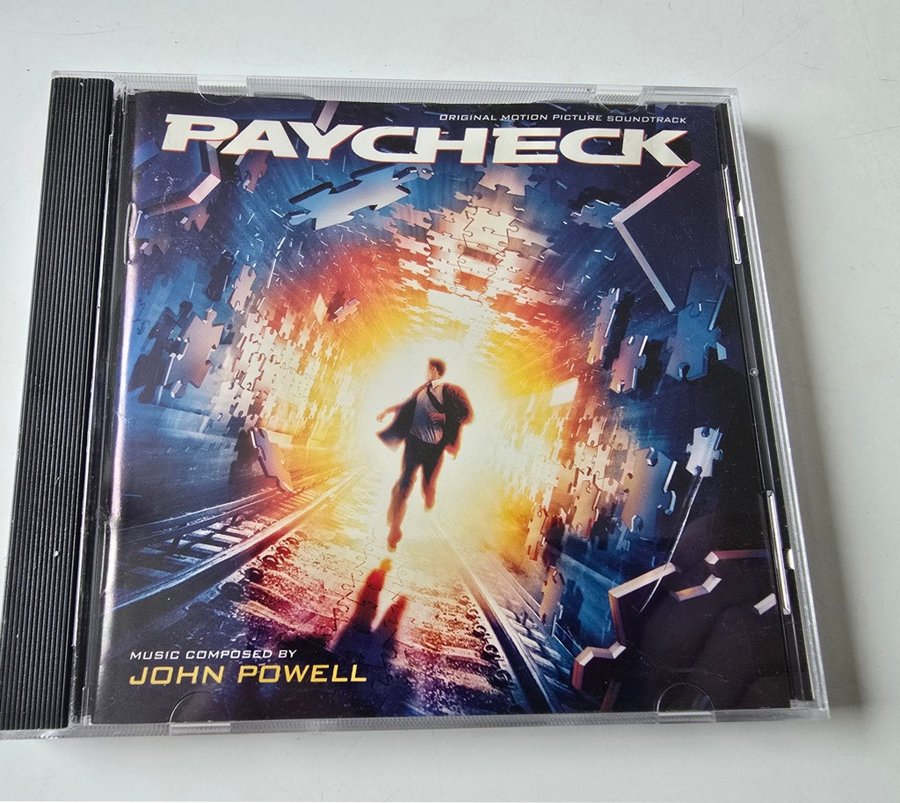 ORIGINAL MOTION PICTURE SOUNDTRACK
PAYCHECK
MUSIC COMPOSED BY
JOHN POWELL